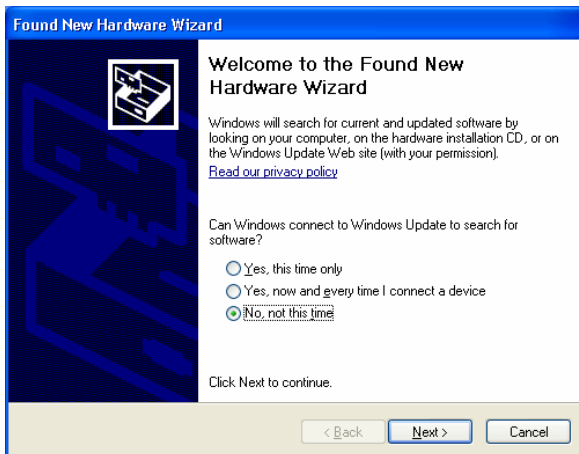 Found New Hardware Wizard
Welcome to the Found New
Hardware Wizard
Windows will search for current and updated software by
looking on your computer, on the hardware installation CD, or on
the Windows Update Web site (with your permission).
Read our privacy policy
Can Windows connect to Windows Update to search for
software?
Yes, this time only
Yes, now and every time I connect a device
No, not this time
Click Next to continue.
< Back Next > Cancel